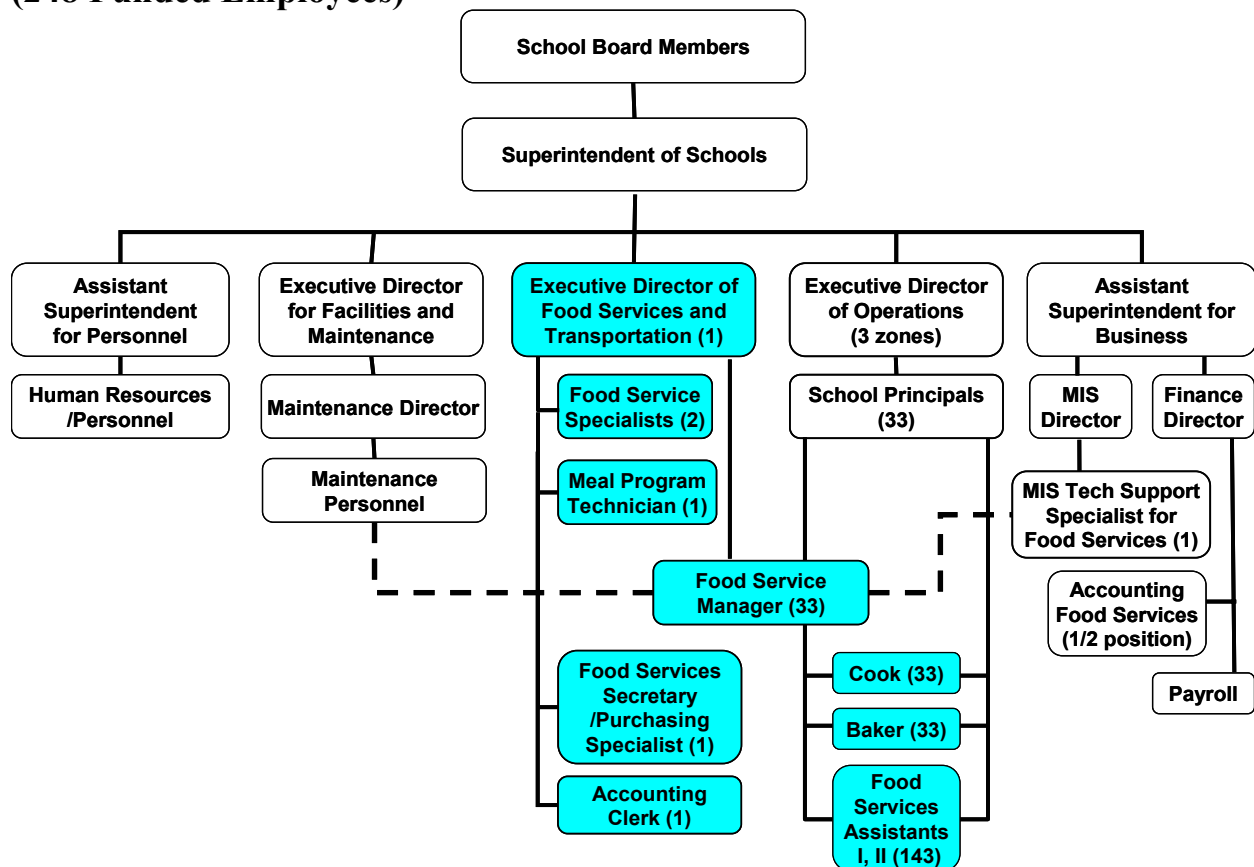 (248 Funded Employees)
School Board Members
Superintendent of Schools
Assistant
Superintendent
for Personnel
Executive Director
for Facilities and
Maintenance
Executive Director of
Food Services and
Transportation (1)
Executive Director
of Operations
(3 zones)
Assistant
Superintendent for
Business
Human Resources
/Personnel
Maintenance Director
Food Service
Specialists (2)
School Principals
(33)
MIS
Director
Finance
Director
Maintenance
Personnel
Meal Program
Technician (1)
MIS Tech Support
Specialist for
Food Services (1)
Food Service
Manager (33)
Accounting
Food Services
(1/2 position)
Food Services
Secretary
/Purchasing
Specialist (1)
Cook (33)
Payroll
Baker (33)
Accounting
Clerk (1)
Food
Services
Assistants
I, II (143)